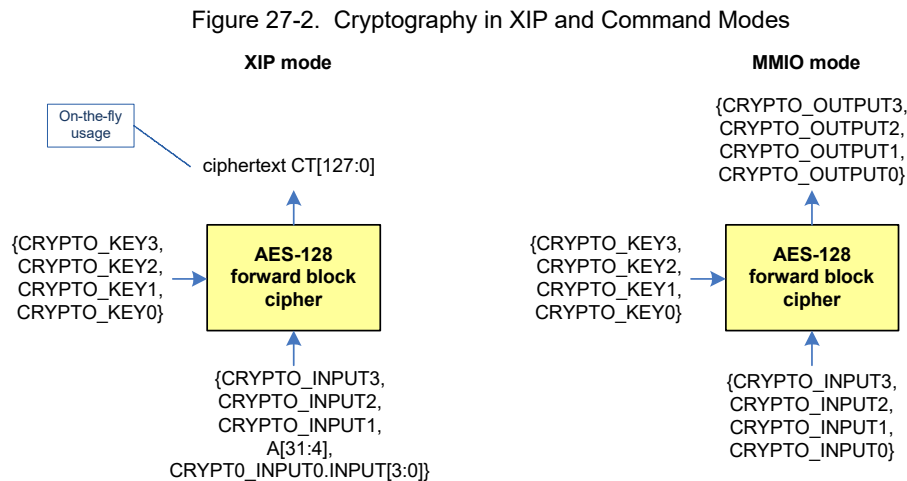 Figure 27-2. Cryptography in XIP and Command Modes
XIP mode
On-the-fly
usage
ciphertext CT[127:0]
{CRYPTO_KEY3,
CRYPTO_KEY2,
CRYPTO_KEY1,
CRYPTO_KEY0}
AES-128
forward block
cipher
{CRYPTO_INPUT3,
CRYPTO_INPUT2,
CRYPTO_INPUT1,
A[31:4],
CRYPT0_INPUT0.INPUT[3:0]}
MMIO mode
{CRYPTO_OUTPUT3,
CRYPTO_OUTPUT2,
CRYPTO_OUTPUT1,
CRYPTO_OUTPUT0}
{CRYPTO_KEY3,
CRYPTO_KEY2,
CRYPTO_KEY1,
CRYPTO_KEY0}
AES-128
forward block
cipher
{CRYPTO_INPUT3,
CRYPTO_INPUT2,
CRYPTO_INPUT1,
CRYPTO_INPUT0}